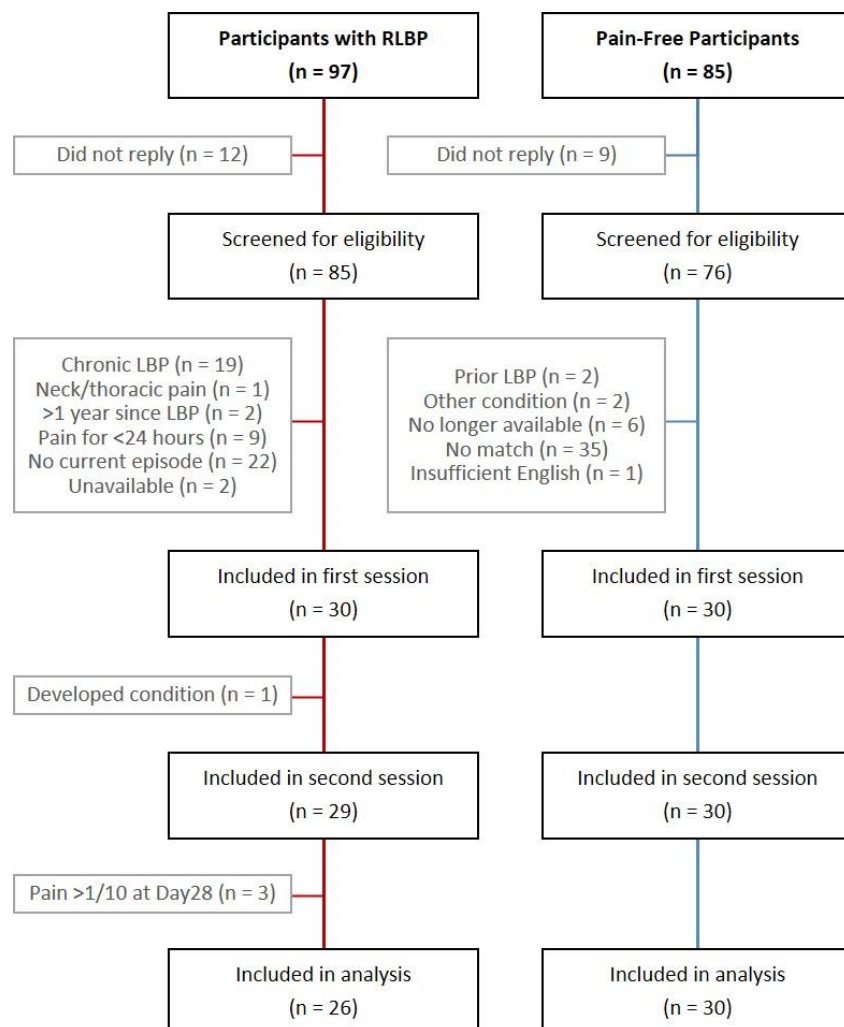 Participants with RLBP
(n = 97)
Pain-Free Participants
(n = 85)
Did not reply (n = 12)
Did not reply (n = 9)
Screened for eligibility
(n = 85)
Screened for eligibility
(n = 76)
Chronic LBP (n = 19)
Neck/thoracic pain (n = 1)
>1 year since LBP (n = 2)
Pain for <24 hours (n = 9)
No current episode (n = 22)
Unavailable (n = 2)
Prior LBP (n = 2)
Other condition (n = 2)
No longer available (n = 6)
No match (n = 35)
Insufficient English (n = 1)
Included in first session
(n = 30)
Included in first session
(n = 30)
Developed condition (n = 1)
Included in second session
(n = 29)
Included in second session
(n = 30)
Pain >1/10 at Day28 (n = 3)
Included in analysis
(n = 26)
Included in analysis
(n = 30)